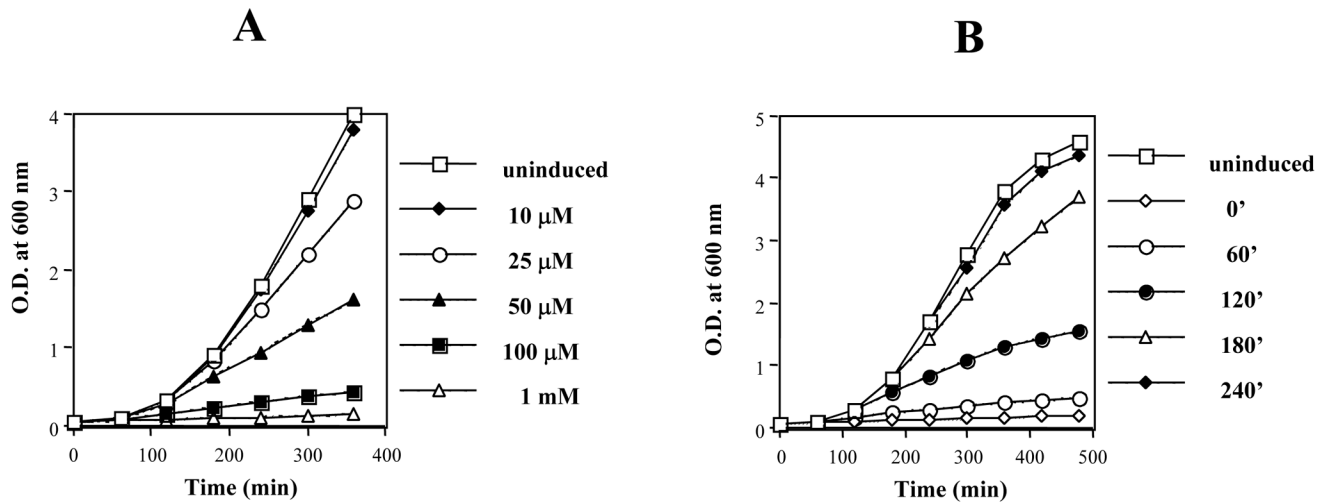 A
B
O.D. at 600 nm
4
3
2
1
0
0
100
200
300
400
Time (min)
uninduced
10 µM
25 µM
50 µM
100 µM
1 mM
O.D. at 600 nm
5
4
3
2
1
0
0
100
200
300
400
500
Time (min)
uninduced
0’
60’
120’
180’
240’